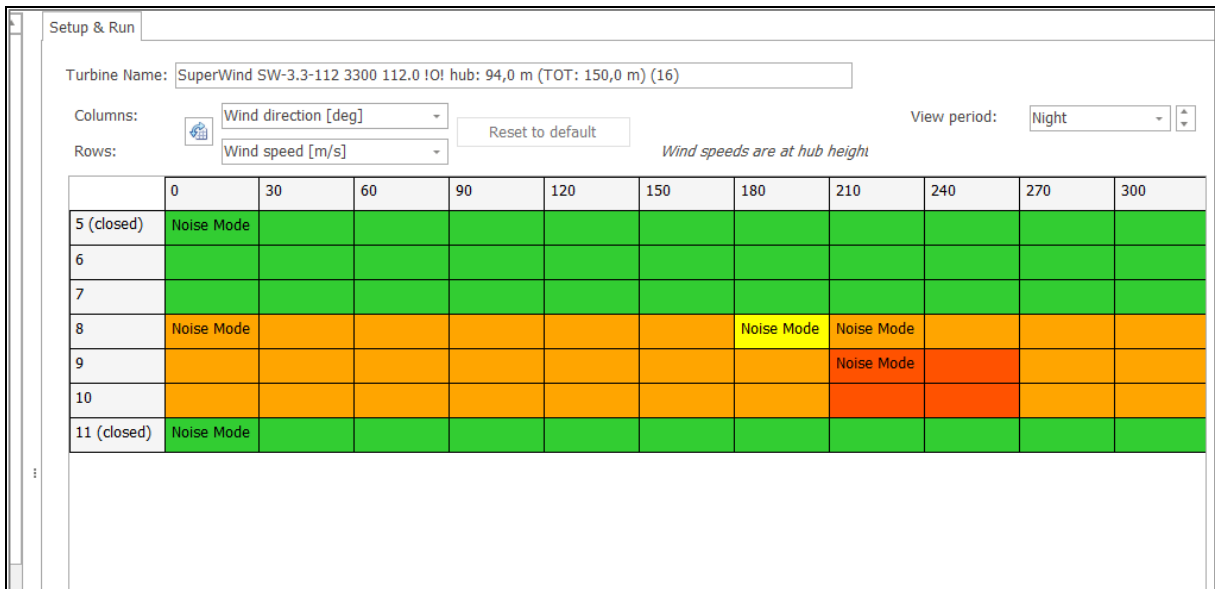 Setup & Run
Turbine Name: SuperWind SW-3.3-112 3300 112.0 !O! hub: 94,0 m (TOT: 150,0 m) (16)
Columns: Wind direction [deg] Reset to default View period: Night
Rows: Wind speed [m/s] Wind speeds are at hub height
0 30 60 90 120 150 180 210 240 270 300
5 (closed) Noise Mode
6
7
8 Noise Mode Noise Mode Noise Mode
9 Noise Mode
10
11 (closed) Noise Mode